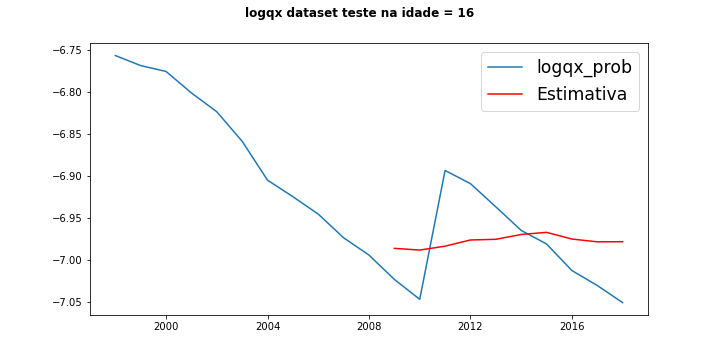 logqx dataset teste na idade = 16
logqx_prob
Estimativa
−6.75
−6.80
−6.85
−6.90
−6.95
−7.00
−7.05
2000 2004 2008 2012 2016